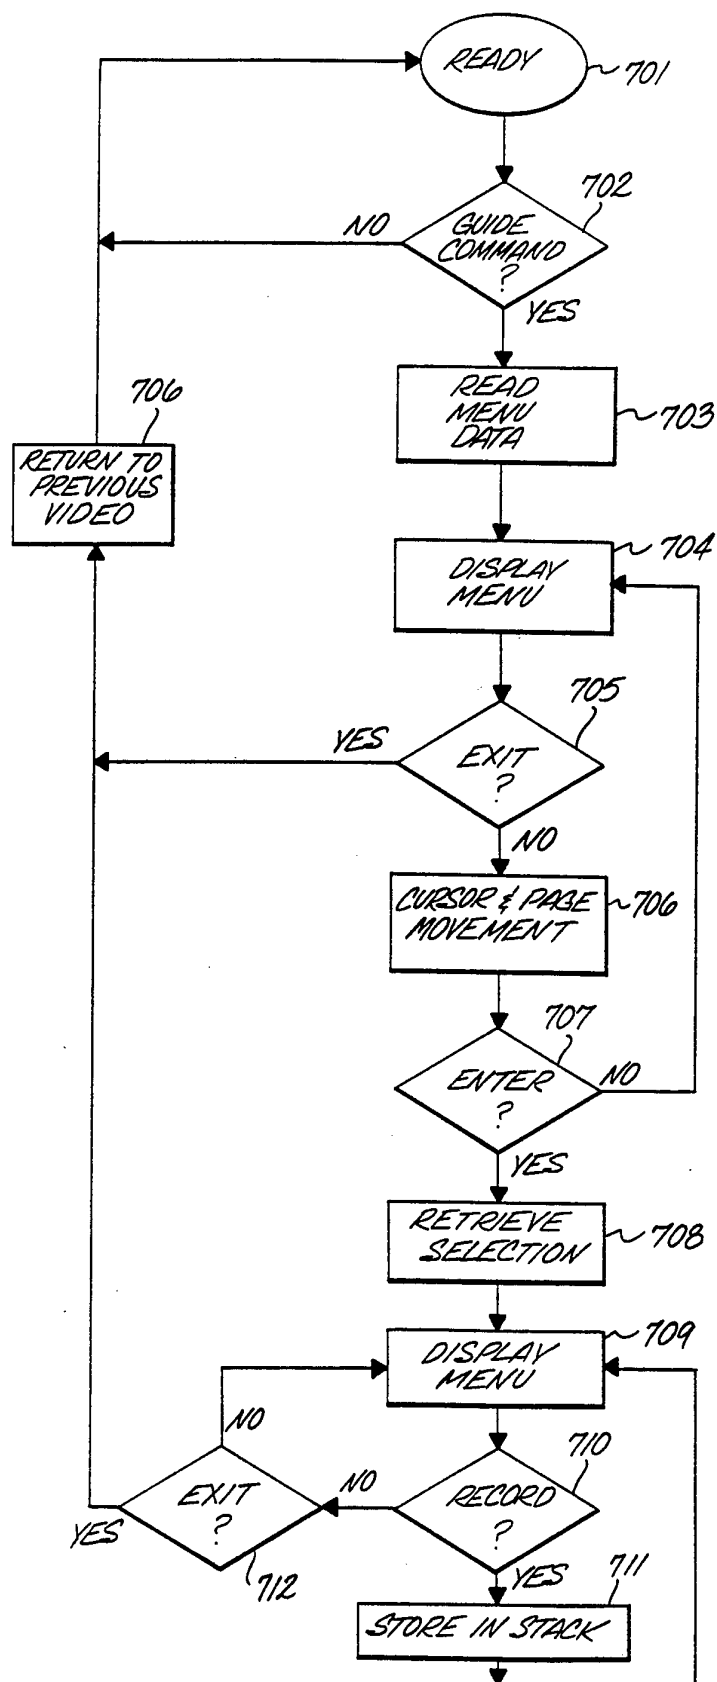 READY
701
702
GUIDE
COMMAND
?
NO
YES
READ
MENU
DATA
703
706
RETURN TO
PREVIOUS
VIDEO
DISPLAY
MENU
704
705
EXIT
?
YES
NO
CURSOR & PAGE
MOVEMENT
706
707
ENTER
?
NO
YES
RETRIEVE
SELECTION
708
DISPLAY
MENU
709
NO
710
RECORD
?
NO
EXIT
?
YES
712
YES
711
STORE IN STACK